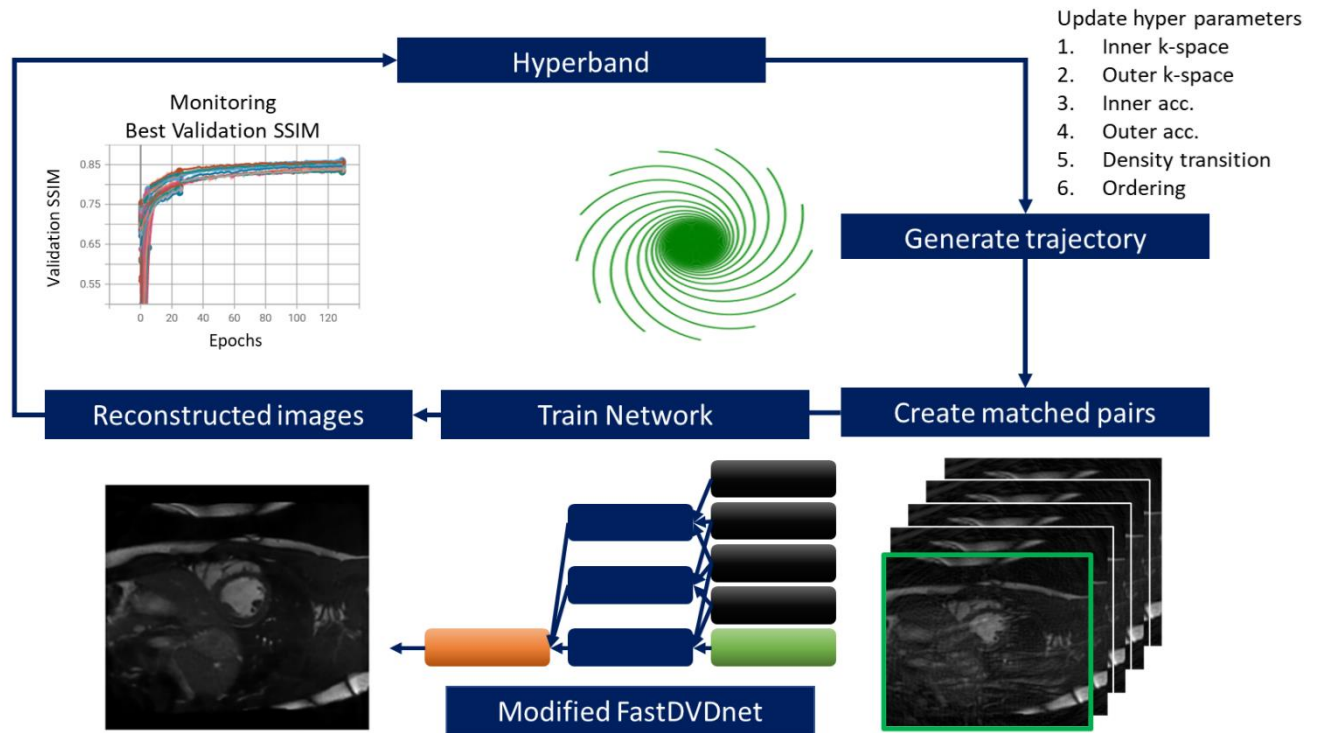 Hyperband
Update hyper parameters
1. Inner k-space
2. Outer k-space
3. Inner acc.
4. Outer acc.
5. Density transition
6. Ordering
Monitoring
Best Validation SSIM
Validation SSIM
0.85
0.75
0.65
0.55
0 20 40 60 80 100 120
Epochs
Generate trajectory
Reconstructed images
Train Network
Create matched pairs
Modified FastDVDnet